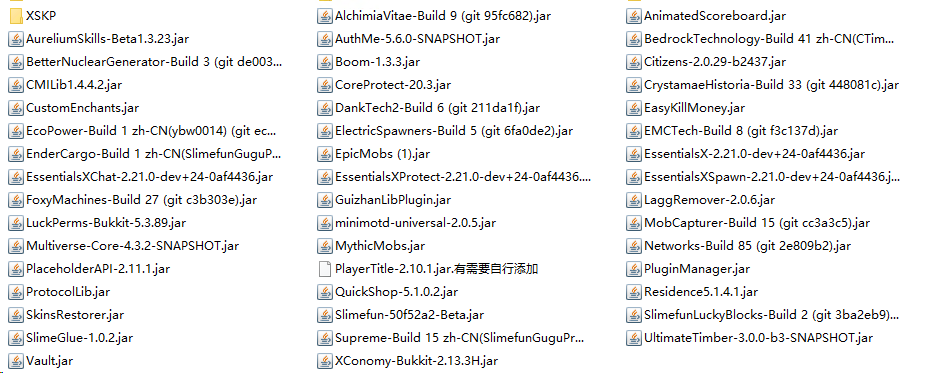 XSKP
AlchimiaVitae-Build 9 (git 95fc682).jar
AnimatedScoreboard.jar
AureliumSkills-Beta1.3.23.jar
AuthMe-5.6.0-SNAPSHOT.jar
BedrockTechnology-Build 41 zh-CN(CTim...
BetterNuclearGenerator-Build 3 (git de003...
Boom-1.3.3.jar
Citizens-2.0.29-b2437.jar
CMILib1.4.4.2.jar
CoreProtect-20.3.jar
CrystamaeHistoria-Build 33 (git 448081c).jar
CustomEnchants.jar
DankTech2-Build 6 (git 211da1f).jar
EasyKillMoney.jar
EcoPower-Build 1 zh-CN(ybw0014) (git ec...
ElectricSpawners-Build 5 (git 6fa0de2).jar
EMCTech-Build 8 (git f3c137d).jar
EnderCargo-Build 1 zh-CN(SlimefunGuguP...
EpicMobs (1).jar
EssentialsX-2.21.0-dev+24-0af4436.jar
EssentialsXChat-2.21.0-dev+24-0af4436.jar
EssentialsXProtect-2.21.0-dev+24-0af4436....
EssentialsXSpawn-2.21.0-dev+24-0af4436.j...
FoxyMachines-Build 27 (git c3b303e).jar
GuizhanLibPlugin.jar
LaggRemover-2.0.6.jar
LuckPerms-Bukkit-5.3.89.jar
minimotd-universal-2.0.5.jar
MobCapturer-Build 15 (git cc3a3c5).jar
Multiverse-Core-4.3.2-SNAPSHOT.jar
MythicMobs.jar
Networks-Build 85 (git 2e809b2).jar
PlaceholderAPI-2.11.1.jar
PlayerTitle-2.10.1.jar.有需要自行添加
PluginManager.jar
ProtocolLib.jar
QuickShop-5.1.0.2.jar
Residence5.1.4.1.jar
SkinsRestorer.jar
Slimefun-50f52a2-Beta.jar
SlimefunLuckyBlocks-Build 2 (git 3ba2eb9)...
SlimeGlue-1.0.2.jar
Supreme-Build 15 zh-CN(SlimefunGuguPr...
UltimateTimber-3.0.0-b3-SNAPSHOT.jar
Vault.jar
XConomy-Bukkit-2.13.3H.jar